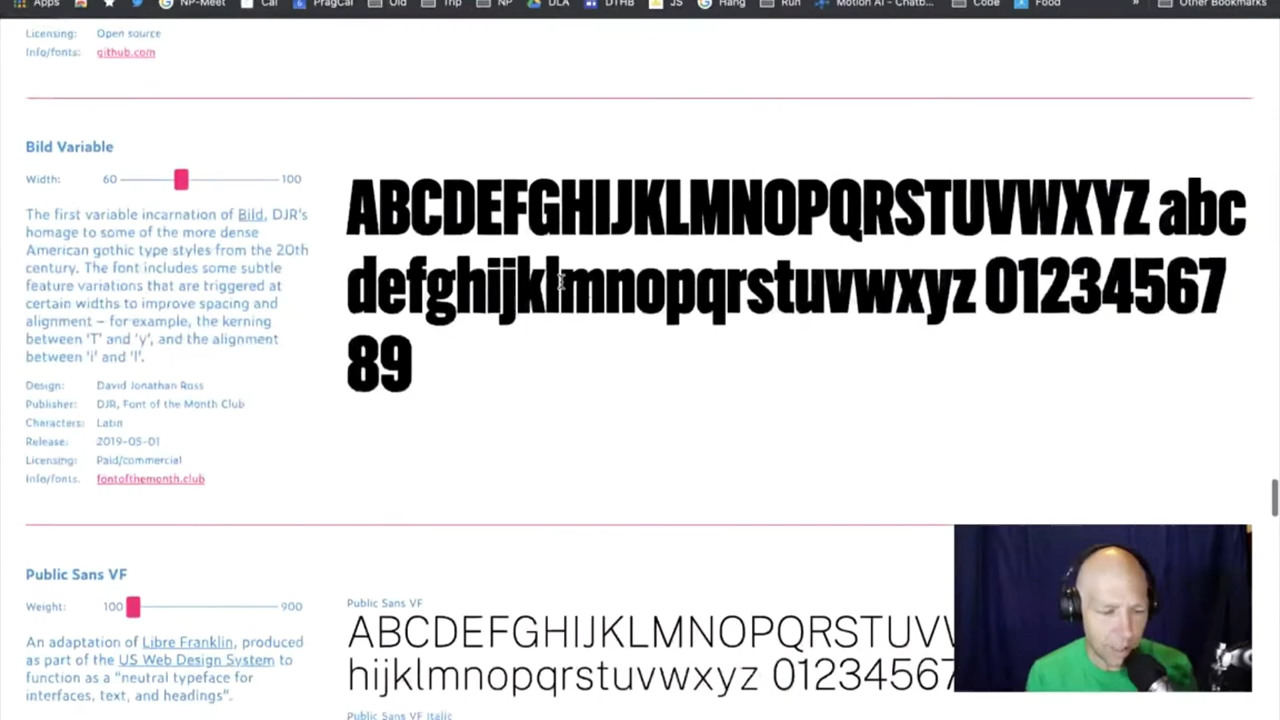 Apps
NP-Meet
Cal
PragCal
Old
Trip
NP
DLA
DTHB
JS
Hang
Run
Motion AI - Chatb...
Code
Food
»
Other Bookmarks
Licensing: Open source
Info/fonts: github.com
Bild Variable
Width: 60 100
The first variable incarnation of Bild, DJR's
homage to some of the more dense
American gothic type styles from the 20th
century. The font includes some subtle
feature variations that are triggered at
certain widths to improve spacing and
alignment – for example, the kerning
between 'T' and 'y', and the alignment
between 'i' and 'l'.
Design: David Jonathan Ross
Publisher: DJR, Font of the Month Club
Characters: Latin
Release: 2019-05-01
Licensing: Paid/commercial
Info/fonts. fontofthemonth.club
ABCDEFGHIJKLMNOPQRSTUVWXYZ abc
defghijklmnopqrstuvwxyz 01234567
89
Public Sans VF
Weight: 100 900
An adaptation of Libre Franklin, produced
as part of the US Web Design System to
function as a "neutral typeface for
interfaces, text, and headings".
Public Sans VF
ABCDEFGHIJKLMNOPQRSTUV
hijklmnopqrstuvwxyz 01234567
Public Sans VF Italic